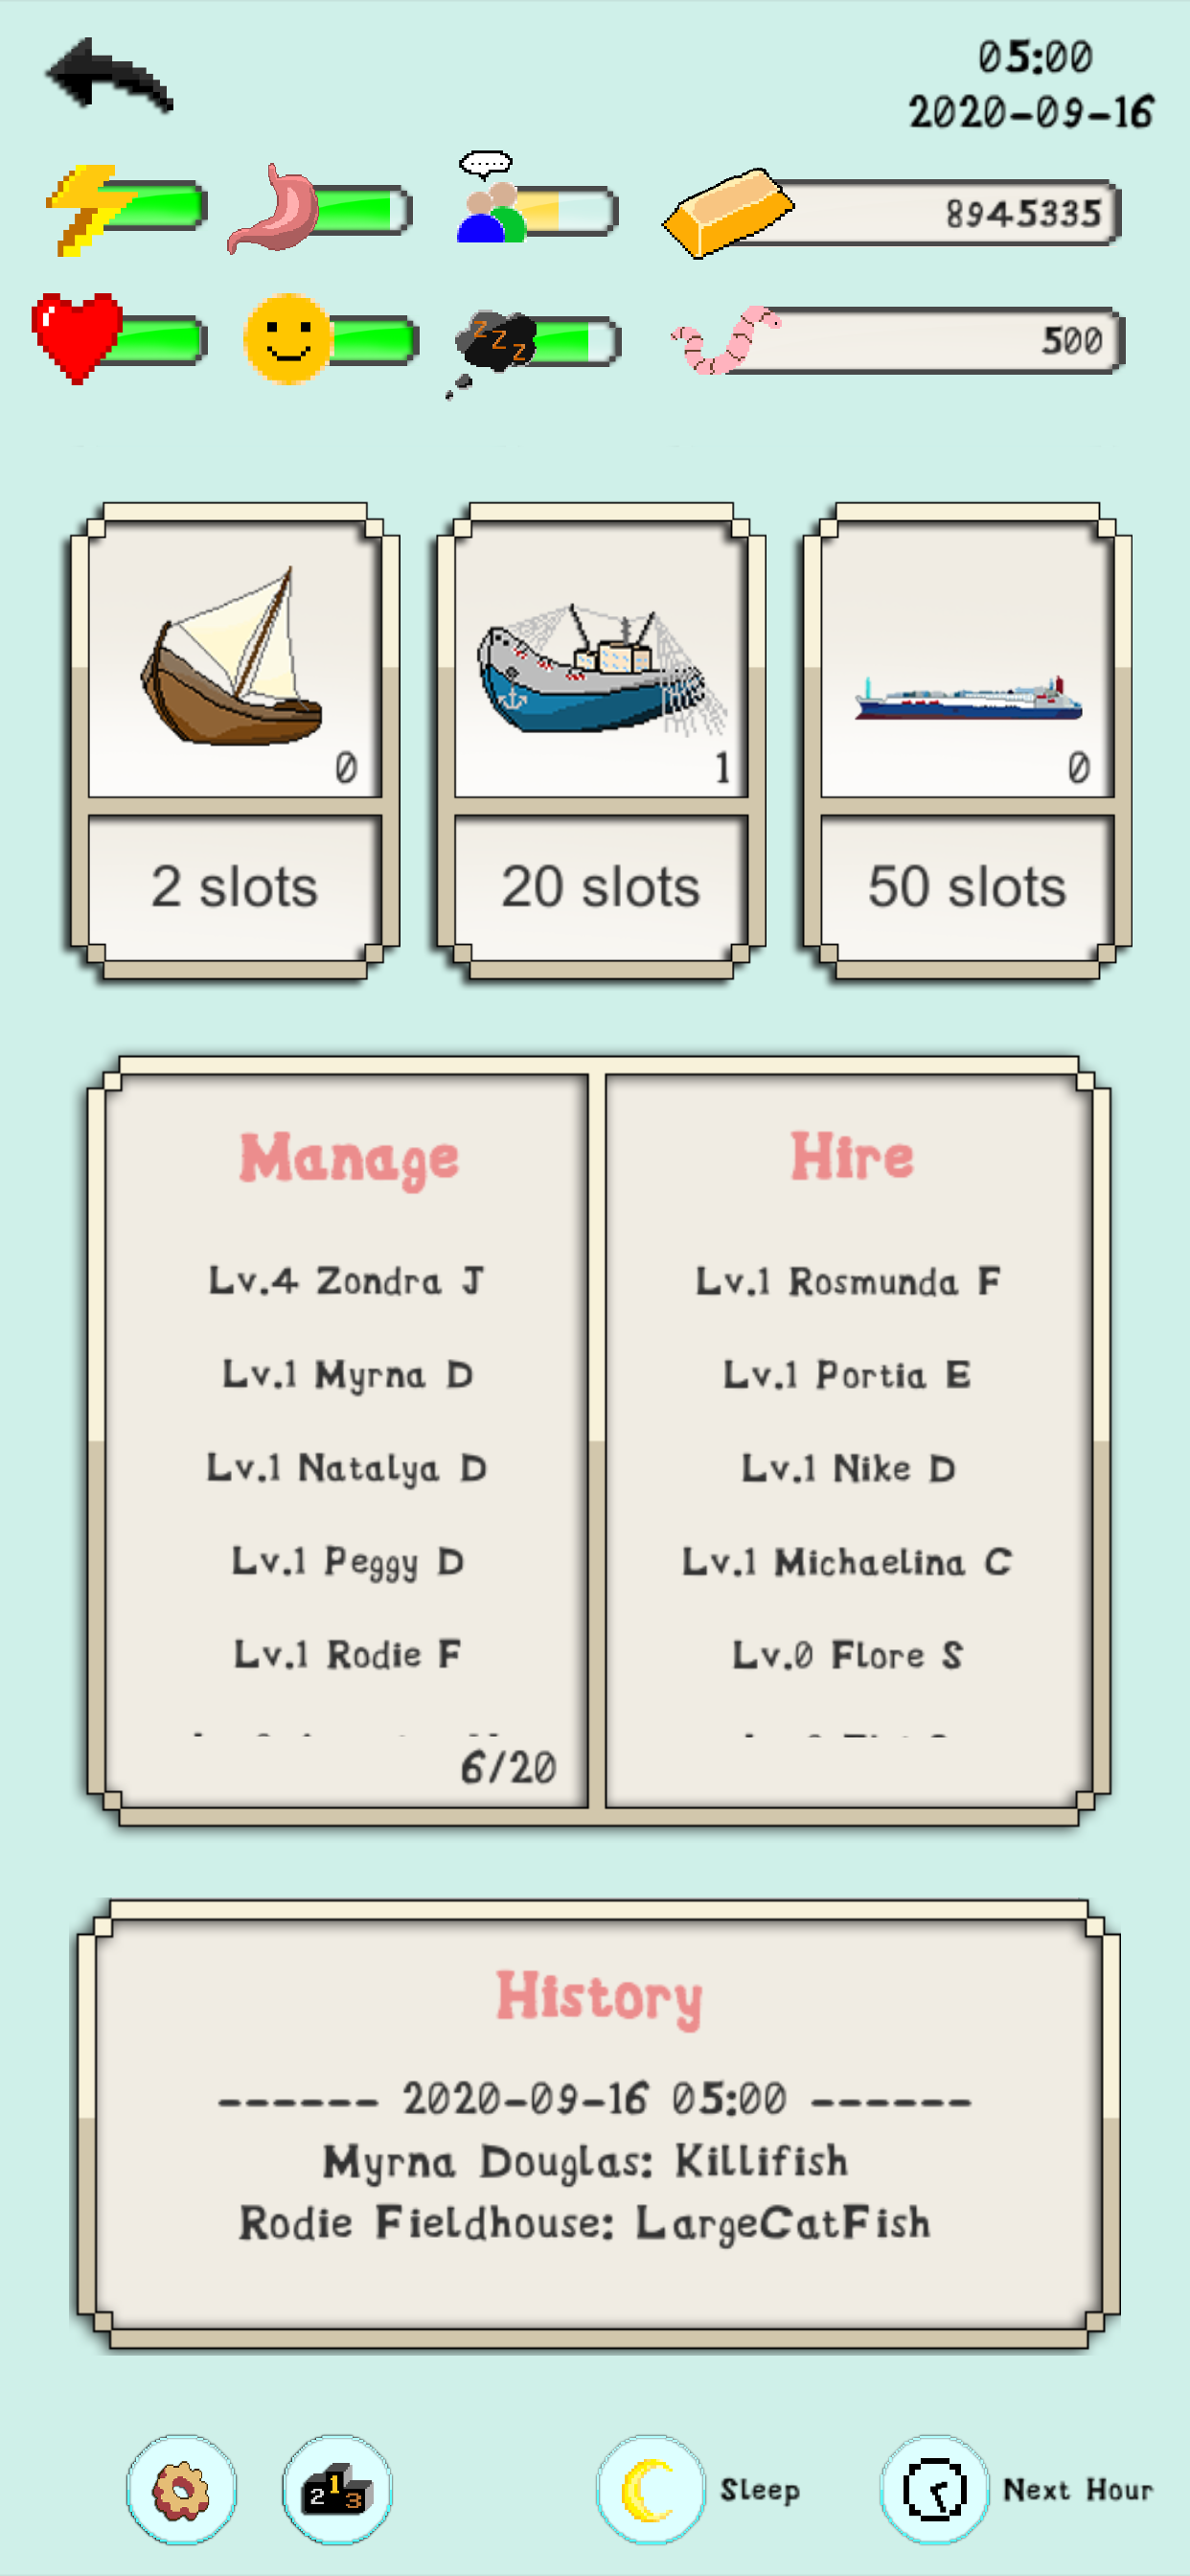 05:00
2020-09-16
8945335
500
0
1
0
2 slots
20 slots
50 slots
Manage
Lv.4 Zondra J
Lv.1 Myrna D
Lv.1 Natalya D
Lv.1 Peggy D
Lv.1 Rodie F
6/20
Hire
Lv.1 Rosmunda F
Lv.1 Portia E
Lv.1 Nike D
Lv.1 Michaelina C
Lv.0 Flore S
History
------ 2020-09-16 05:00 ------
Myrna Douglas: Killifish
Rodie Fieldhouse: LargeCatFish
2 1 3
Sleep
Next Hour